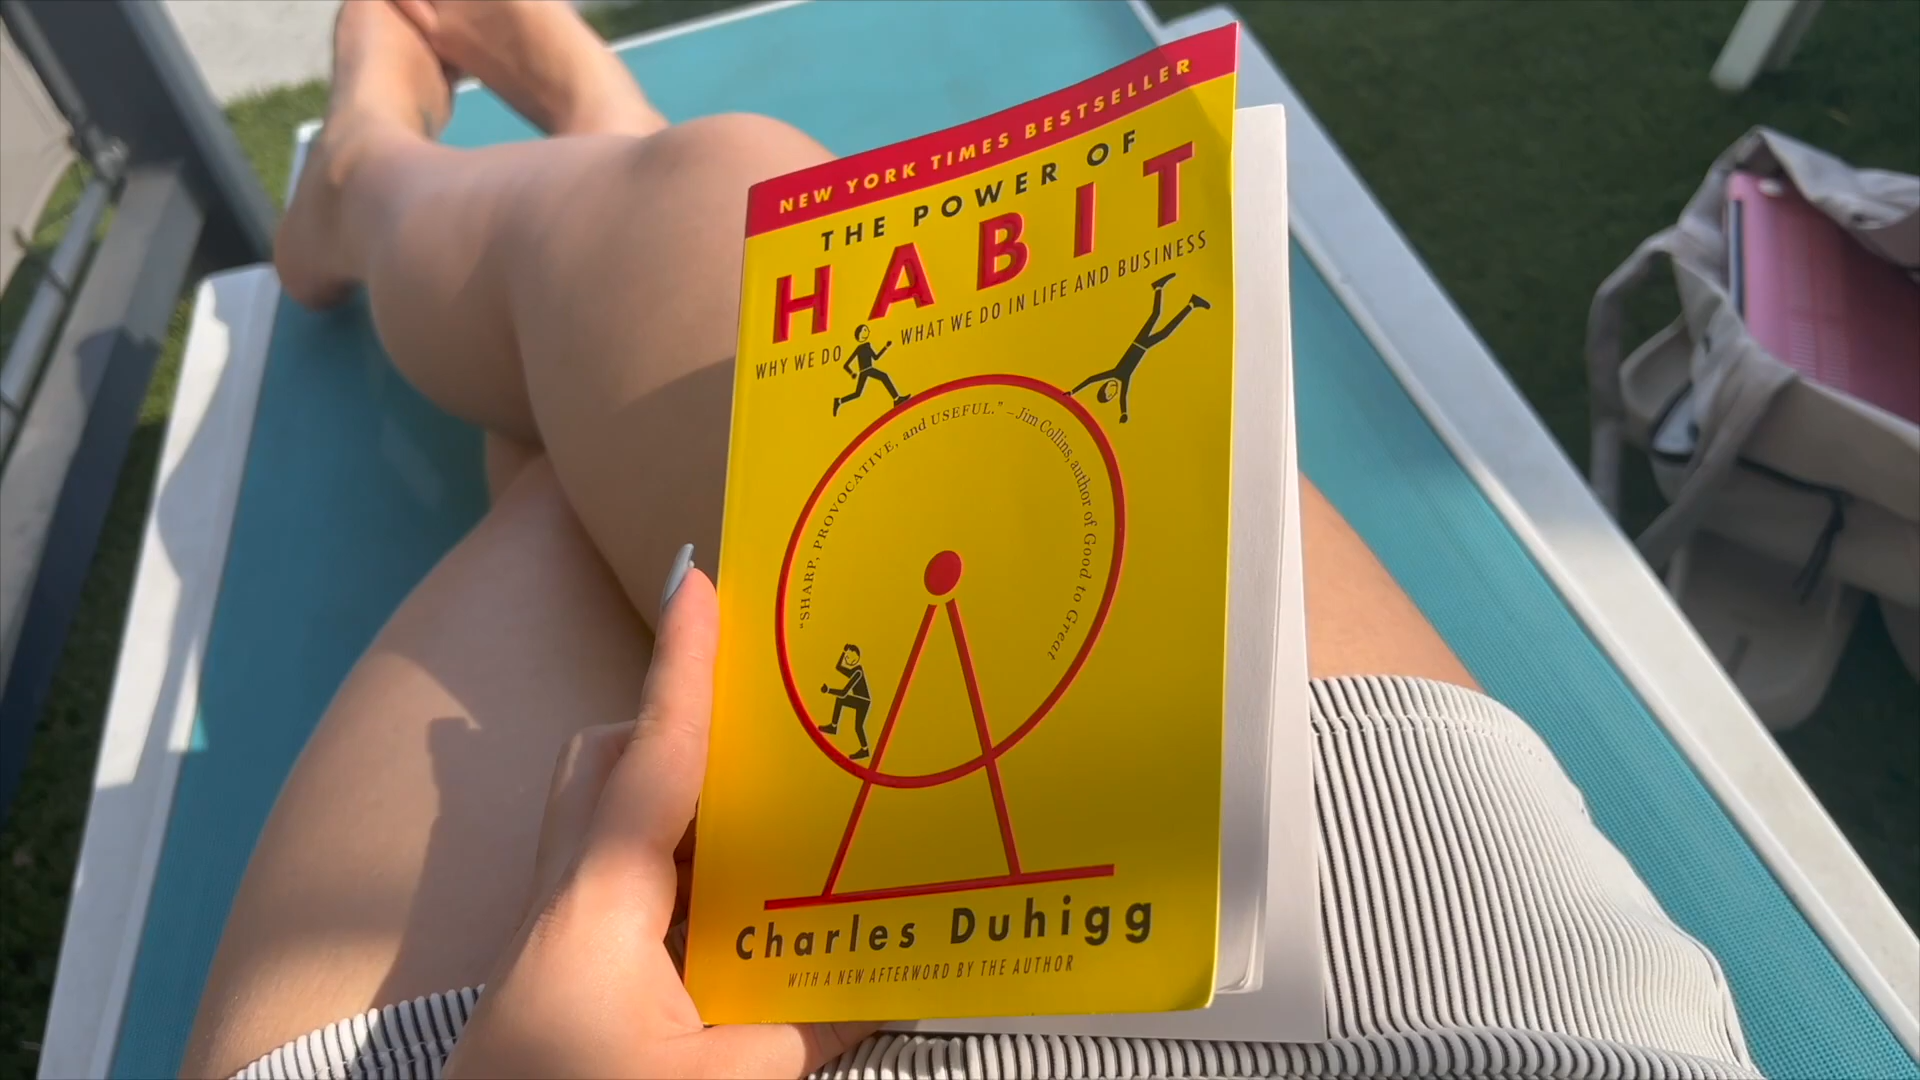 NEW YORK TIMES BESTSELLER
THE POWER OF
HABIT
WHY WE DO WHAT WE DO IN LIFE AND BUSINESS
"SHARP, PROVOCATIVE, and USEFUL." –Jim Collins, author of Good to Great
Charles Duhigg
WITH A NEW AFTERWORD BY THE AUTHOR